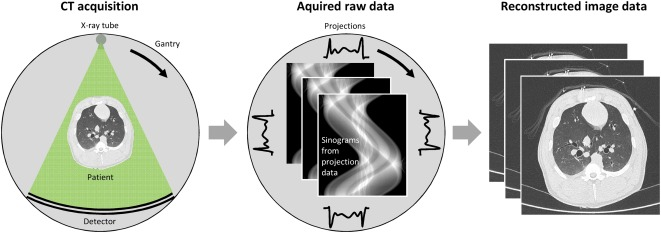 CT acquisition
X-ray tube
Gantry
Patient
Detector
Aquired raw data
Projections
Sinograms
from
projection
data
Reconstructed image data